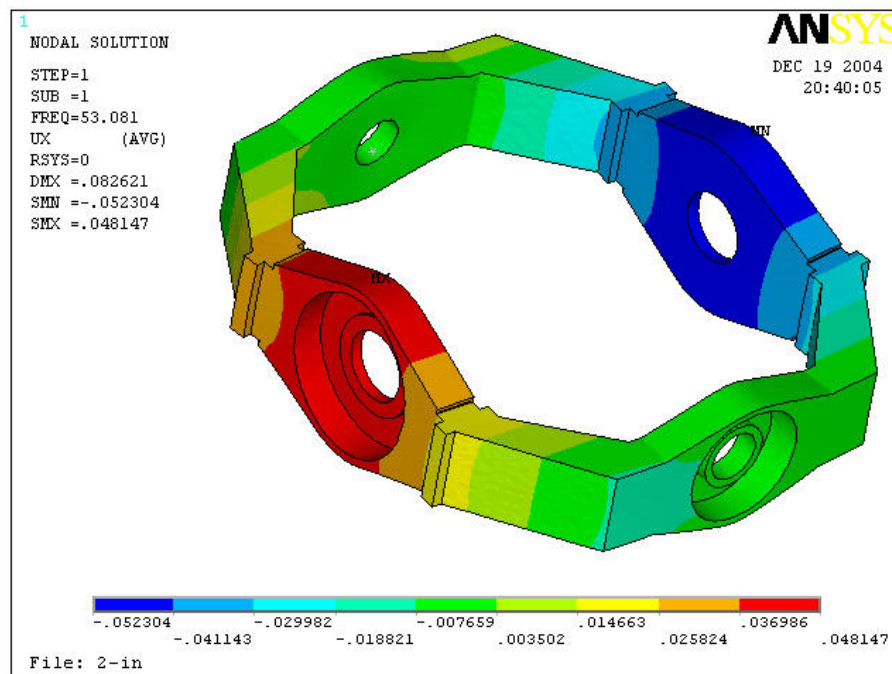 1
ANSYS
NODAL SOLUTION
DEC 19 2004
20:40:05
STEP=1
SUB =1
FREQ=53.081
UX (AVG)
RSYS=0
DMX =.082621
SMN =-.052304
SMX =.048147
MN
MX
-.052304 -.029982 -.007659 .014663 .036986
-.041143 -.018821 .003502 .025824 .048147
File: 2-in